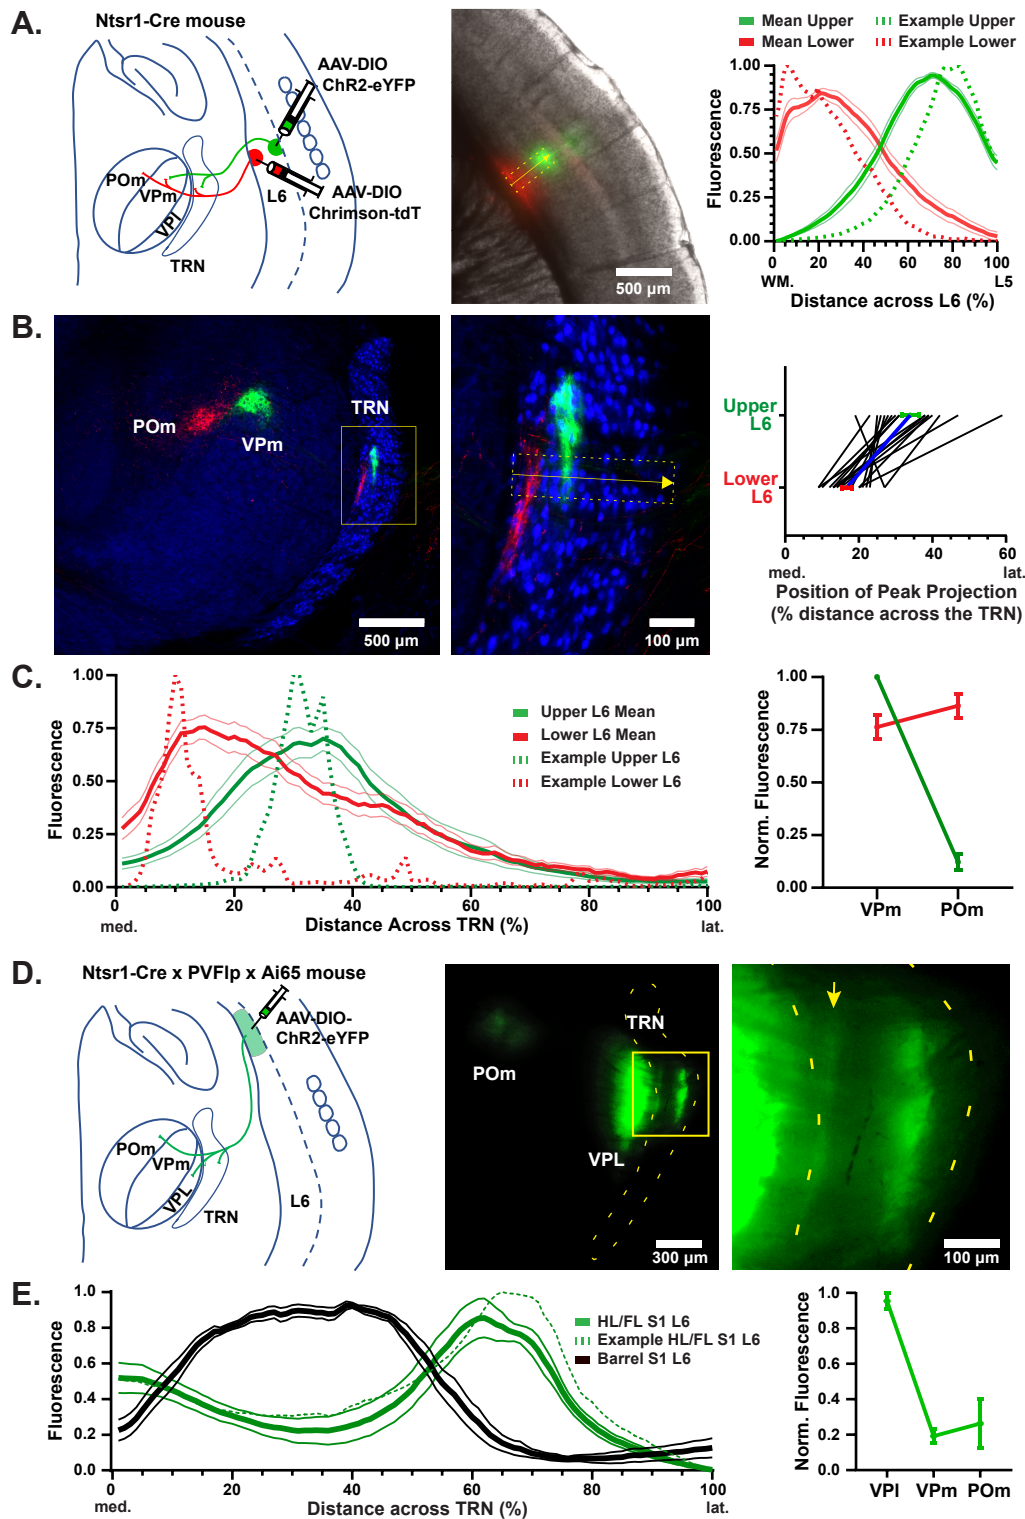 A.
Ntsr1-Cre mouse
AAV-DIO
ChR2-eYFP
POm
VPm
VPl
TRN
L6
AAV-DIO
Chrimson-tdT
500 µm
Mean Upper
Example Upper
Mean Lower
Example Lower
Fluorescence
1.00
0.75
0.50
0.25
0.00
0
20
40
60
80
100
WM.
L5
Distance across L6 (%)
B.
POm
VPm
TRN
500 µm
100 µm
Upper
L6
Lower
L6
0
20
40
60
med.
lat.
Position of Peak Projection
(% distance across the TRN)
C.
Fluorescence
1.00
0.75
0.50
0.25
0.00
Upper L6 Mean
Lower L6 Mean
Example Upper L6
Example Lower L6
0
20
40
60
80
100
med.
Distance Across TRN (%)
lat.
Norm. Fluorescence
1.00
0.75
0.50
0.25
0.00
VPm
POm
D.
Ntsr1-Cre x PVFlp x Ai65 mouse
AAV-DIO-
ChR2-eYFP
POm
VPm
VPL
TRN
L6
TRN
POm
VPL
300 µm
100 µm
E.
Fluorescence
1.0
0.8
0.6
0.4
0.2
0.0
HL/FL S1 L6
Example HL/FL S1 L6
Barrel S1 L6
0
20
40
60
80
100
med.
Distance across TRN (%)
lat.
Norm. Fluorescence
1.0
0.8
0.6
0.4
0.2
0.0
VPl
VPm
POm